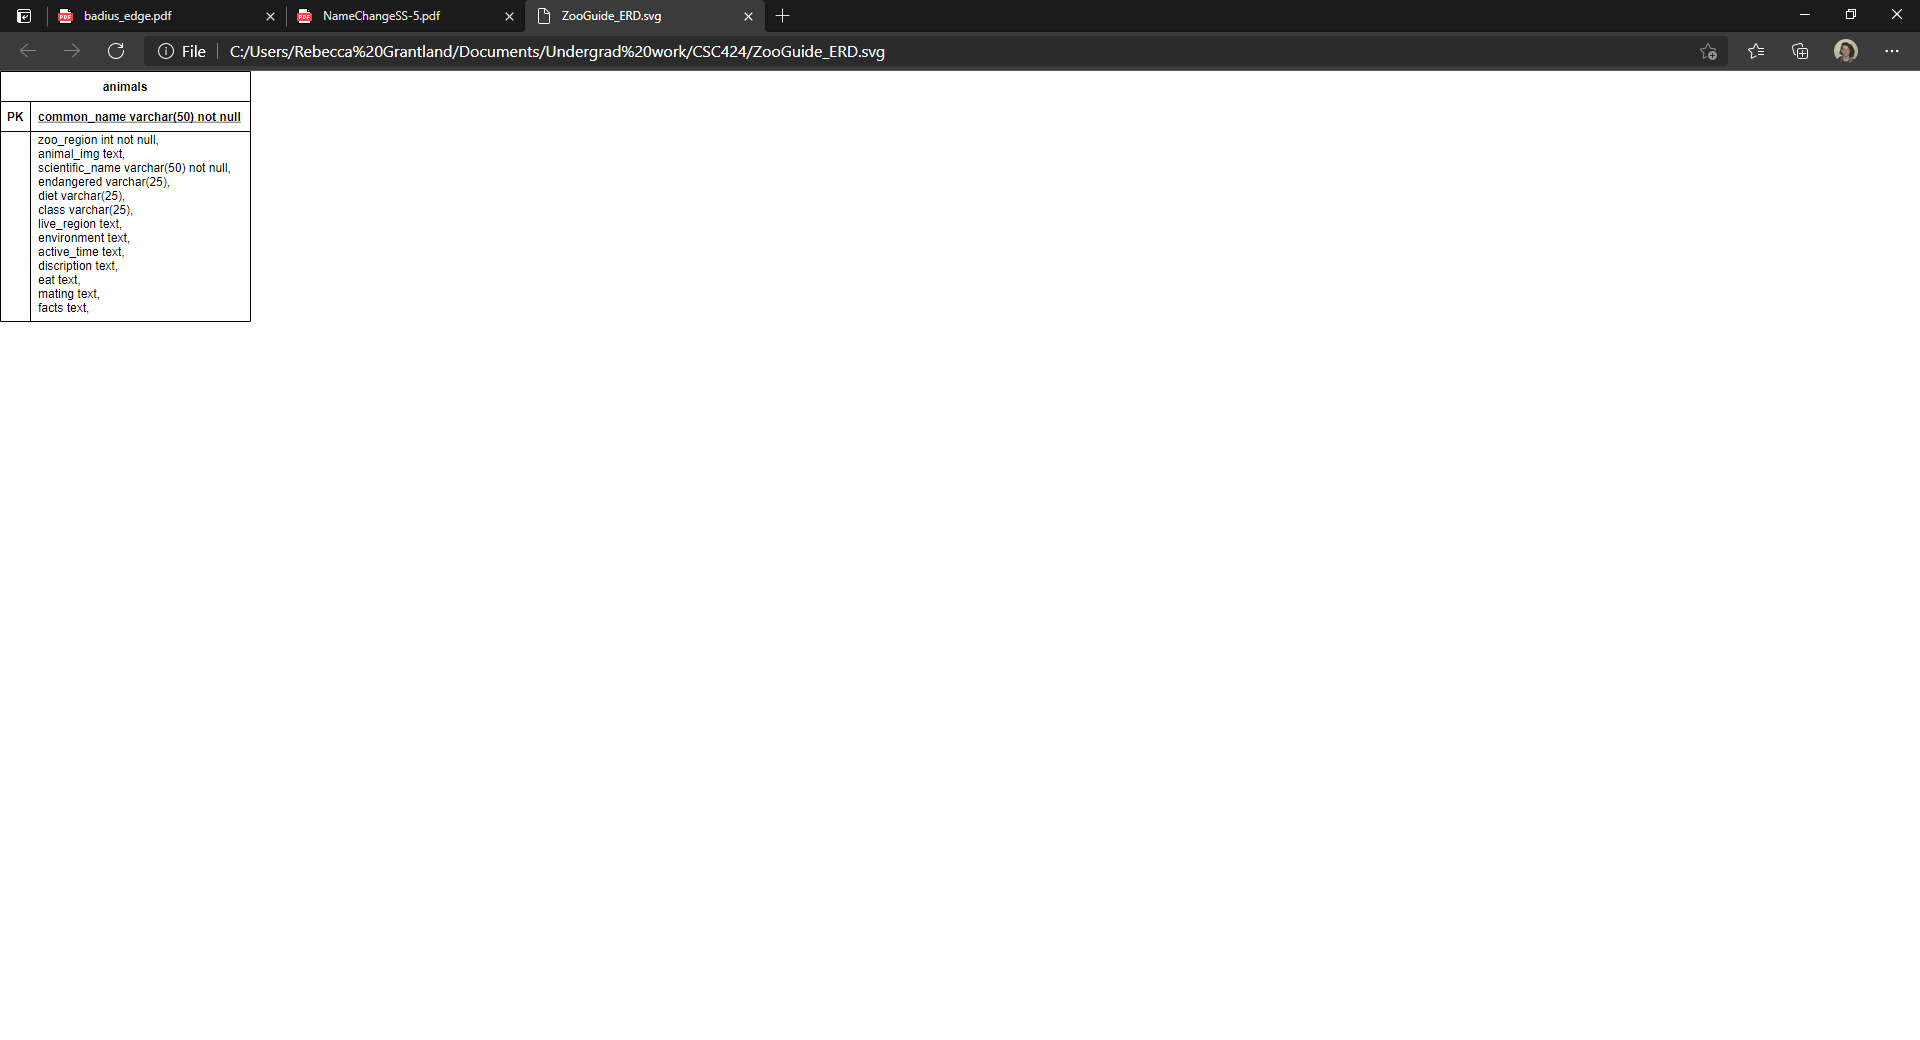 badius_edge.pdf
NameChangeSS-5.pdf
ZooGuide_ERD.svg
File
C:/Users/Rebecca%20Grantland/Documents/Undergrad%20work/CSC424/ZooGuide_ERD.svg
animals
PK common_name varchar(50) not null
zoo_region int not null,
animal_img text,
scientific_name varchar(50) not null,
endangered varchar(25),
diet varchar(25),
class varchar(25),
live_region text,
environment text,
active_time text,
discription text,
eat text,
mating text,
facts text,